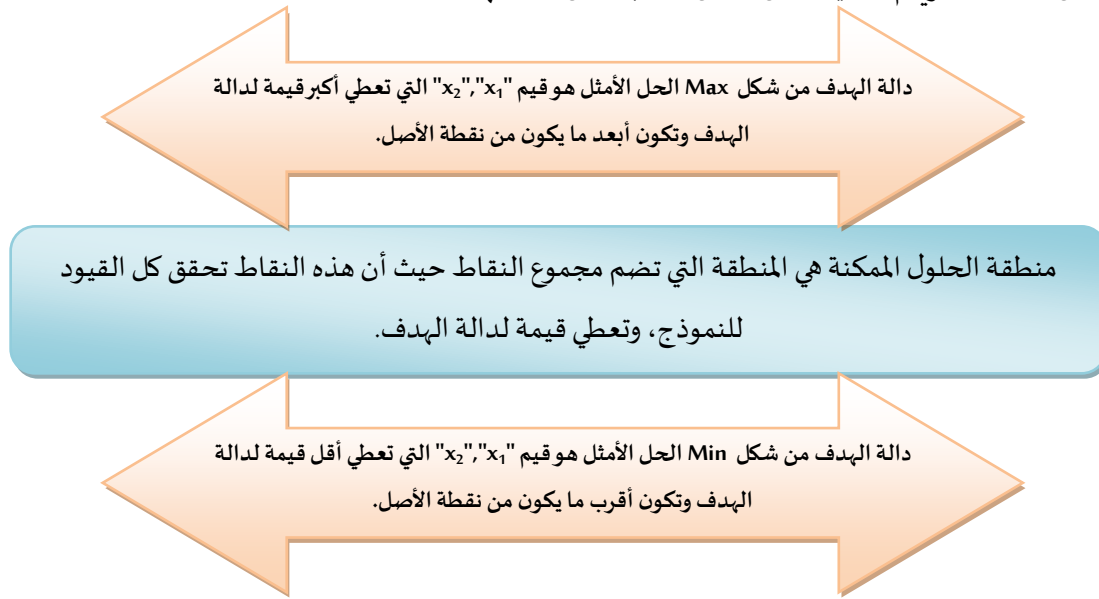 دالة الهدف من شكل Max الحل الأمثل هو قيم "x₂","x₁" التي تعطي أكبر قيمة لدالة
الهدف وتكون أبعد ما يكون من نقطة الأصل.
منطقة الحلول الممكنة هي المنطقة التي تضم مجموع النقاط حيث أن هذه النقاط تحقق كل القيود
للنموذج، وتعطي قيمة لدالة الهدف.
دالة الهدف من شكل Min الحل الأمثل هو قيم "x₂","x₁" التي تعطي أقل قيمة لدالة
الهدف وتكون أقرب ما يكون من نقطة الأصل.